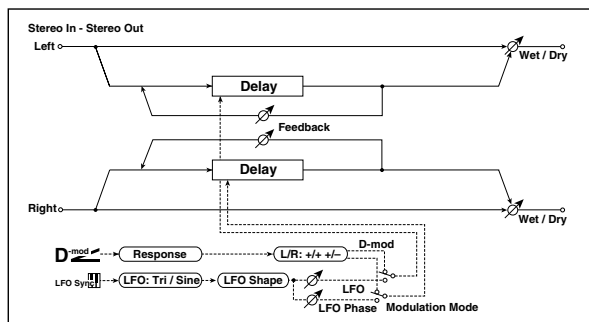 Stereo In - Stereo Out
Left
Wet / Dry
Delay
Feedback
Delay
Right
Wet / Dry
D-mod
D-mod
Response
L/R: +/+ +/–
LFO Sync
LFO: Tri / Sine
LFO Shape
LFO
LFO Phase
Modulation Mode